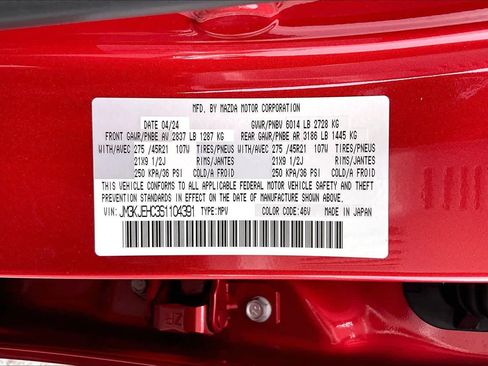 MFD. BY MAZDA MOTOR CORPORATION
DATE 04/24 GVWR/PNBV 6014 LB 2728 KG
FRONT GAWR/PNBE AV 2837 LB 1287 KG REAR GAWR/PNBE AR 3186 LB 1445 KG
WITH/AVEC 275 /45R21 107W TIRES/PNEU WITH/AVEC 275 /45R21 107W TIRES/PNEU
21X9 1/2J RIMS/JANTES 21X9 1/2J RIMS/JANTES
250 KPA/36 PSI COLD/A FROID 250 KPA/36 PSI COLD/A FROID
THIS VEHICLE CONFORMS TO ALL APPLICABLE FEDERAL MOTOR VEHICLE SAFETY AND THEFT
PREVENTION STANDARDS IN EFFECT ON THE DATE OF MANUFACTURE SHOWN ABOVE.
VIN: JM3KJEHC3S1104391 TYPE:MPV COLOR CODE:46V MADE IN JAPAN